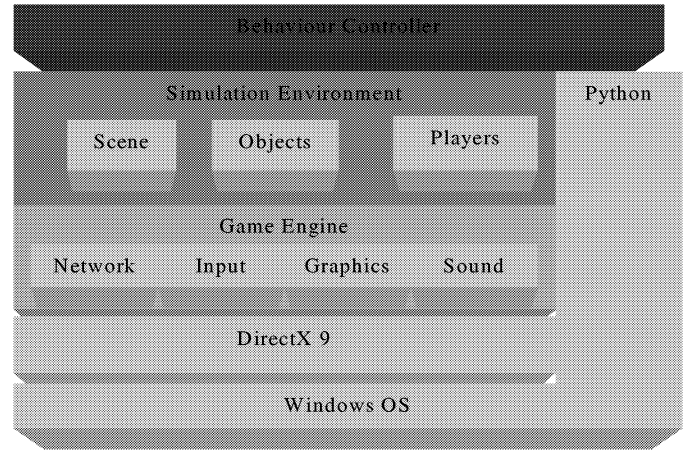 Behaviour Controller
Simulation Environment
Python
Scene
Objects
Players
Game Engine
Network
Input
Graphics
Sound
DirectX 9
Windows OS